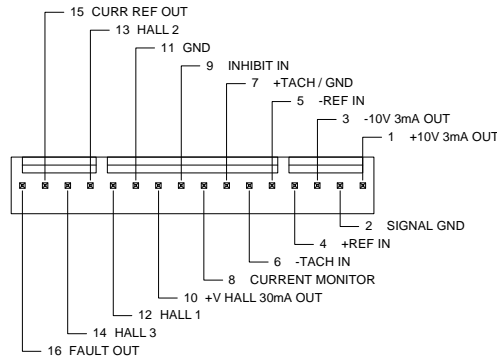 15 CURR REF OUT
13 HALL 2
11 GND
9 INHIBIT IN
7 +TACH / GND
5 -REF IN
3 -10V 3mA OUT
1 +10V 3mA OUT
2 SIGNAL GND
4 +REF IN
6 -TACH IN
8 CURRENT MONITOR
10 +V HALL 30mA OUT
12 HALL 1
14 HALL 3
16 FAULT OUT